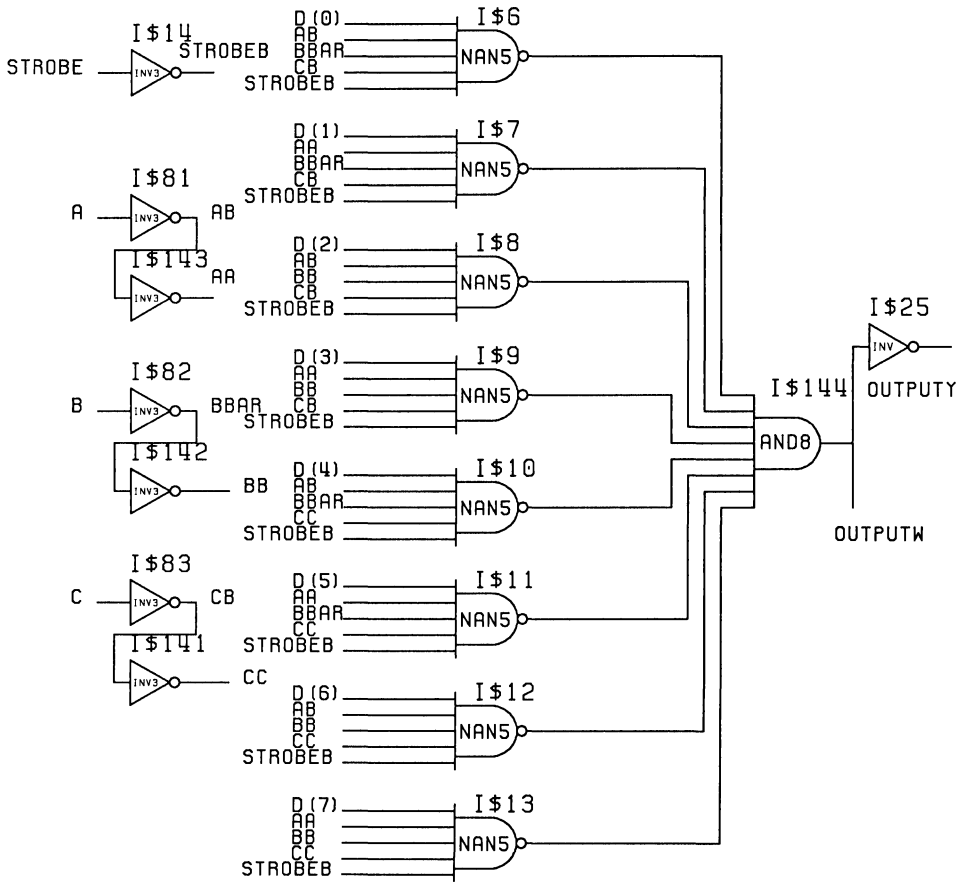 I$14
STROBE
INV3
STROBEB
I$81
A
INV3
AB
I$143
INV3
AA
I$82
B
INV3
BBAR
I$142
INV3
BB
I$83
C
INV3
CB
I$141
INV3
CC
D(0)
AB
BBAR
CB
STROBEB
I$6
NAN5
D(1)
AA
BBAR
CB
STROBEB
I$7
NAN5
D(2)
AB
BB
CB
STROBEB
I$8
NAN5
D(3)
AA
BB
CB
STROBEB
I$9
NAN5
D(4)
AB
BBAR
CC
STROBEB
I$10
NAN5
D(5)
AA
BBAR
CC
STROBEB
I$11
NAN5
D(6)
AB
BB
CC
STROBEB
I$12
NAN5
D(7)
AA
BB
CC
STROBEB
I$13
NAN5
I$144
AND8
I$25
INV
OUTPUTY
OUTPUTW